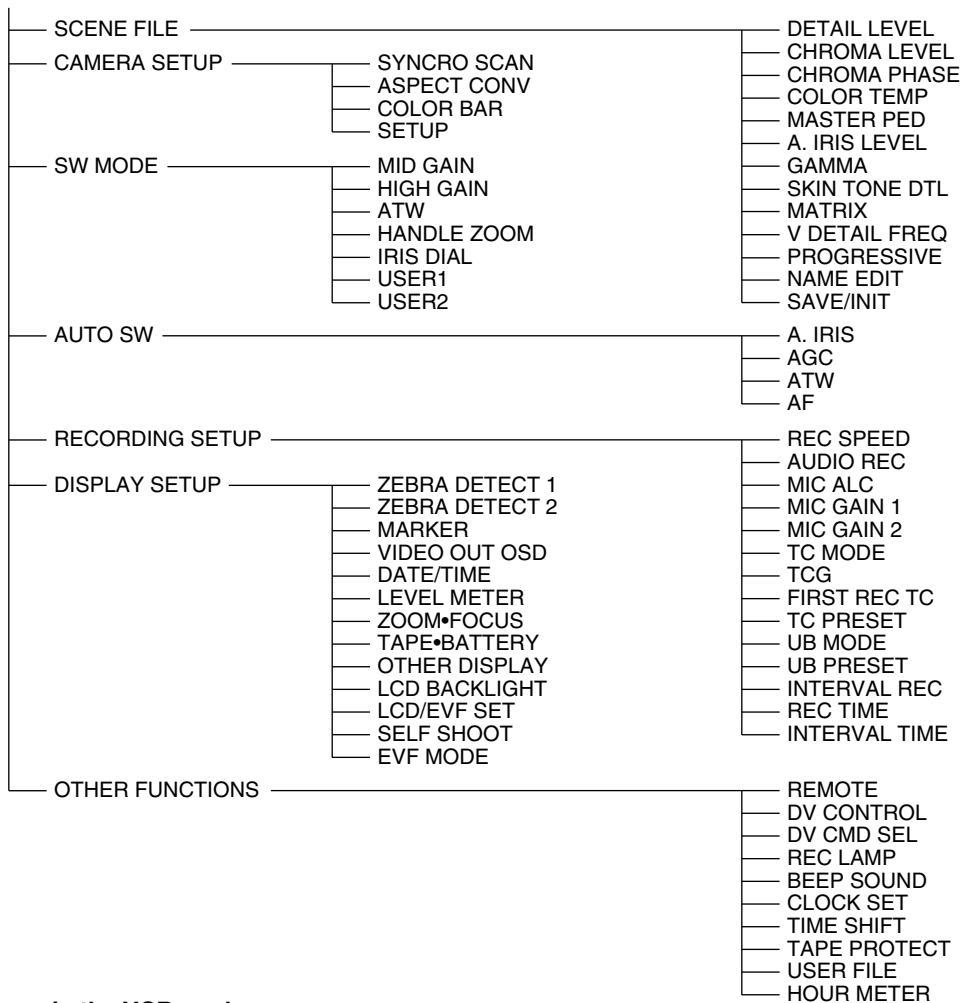 SCENE FILE
DETAIL LEVEL
CHROMA LEVEL
CHROMA PHASE
COLOR TEMP
MASTER PED
A. IRIS LEVEL
GAMMA
SKIN TONE DTL
MATRIX
V DETAIL FREQ
PROGRESSIVE
NAME EDIT
SAVE/INIT
CAMERA SETUP
SYNCRO SCAN
ASPECT CONV
COLOR BAR
SETUP
SW MODE
MID GAIN
HIGH GAIN
ATW
HANDLE ZOOM
IRIS DIAL
USER1
USER2
AUTO SW
A. IRIS
AGC
ATW
AF
RECORDING SETUP
REC SPEED
AUDIO REC
MIC ALC
MIC GAIN 1
MIC GAIN 2
TC MODE
TCG
FIRST REC TC
TC PRESET
UB MODE
UB PRESET
INTERVAL REC
REC TIME
INTERVAL TIME
DISPLAY SETUP
ZEBRA DETECT 1
ZEBRA DETECT 2
MARKER
VIDEO OUT OSD
DATE/TIME
LEVEL METER
ZOOM•FOCUS
TAPE•BATTERY
OTHER DISPLAY
LCD BACKLIGHT
LCD/EVF SET
SELF SHOOT
EVF MODE
OTHER FUNCTIONS
REMOTE
DV CONTROL
DV CMD SEL
REC LAMP
BEEP SOUND
CLOCK SET
TIME SHIFT
TAPE PROTECT
USER FILE
HOUR METER